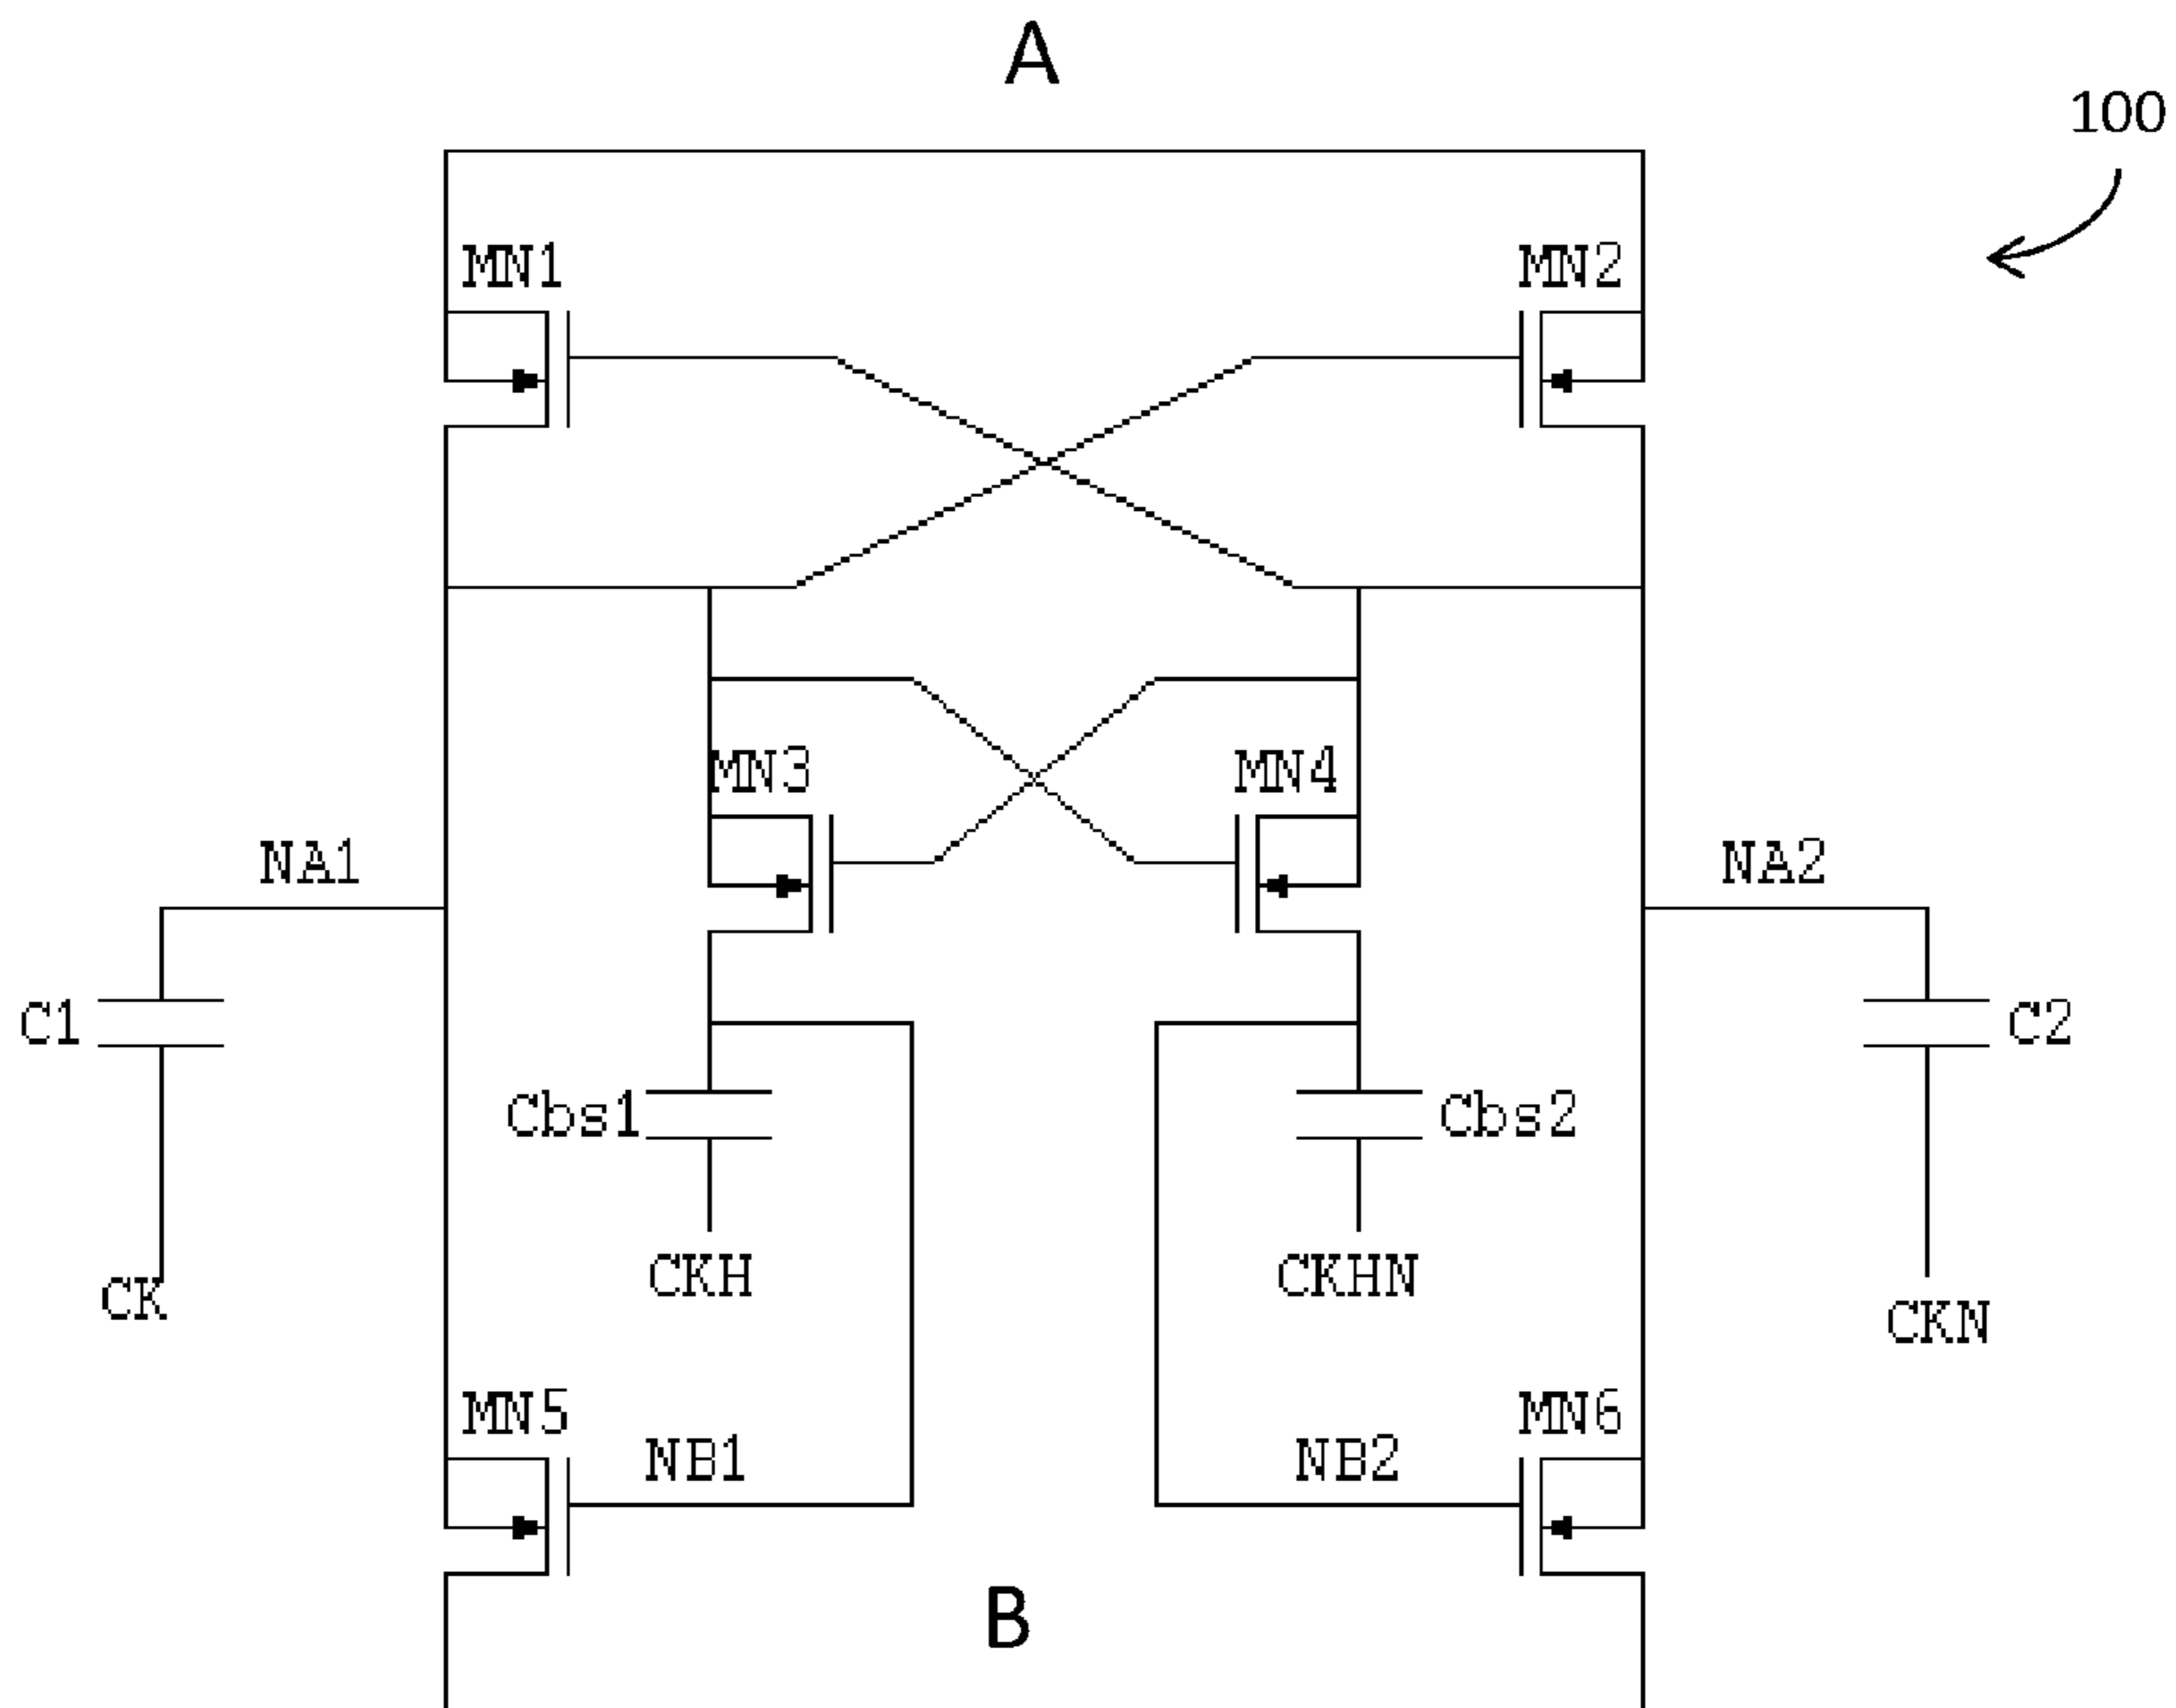 A
100
MN1
MN2
MN3
MN4
NA1
NA2
C1
C2
Cbs1
Cbs2
CKH
CKHN
CK
CKN
MN5
MN6
NB1
NB2
B